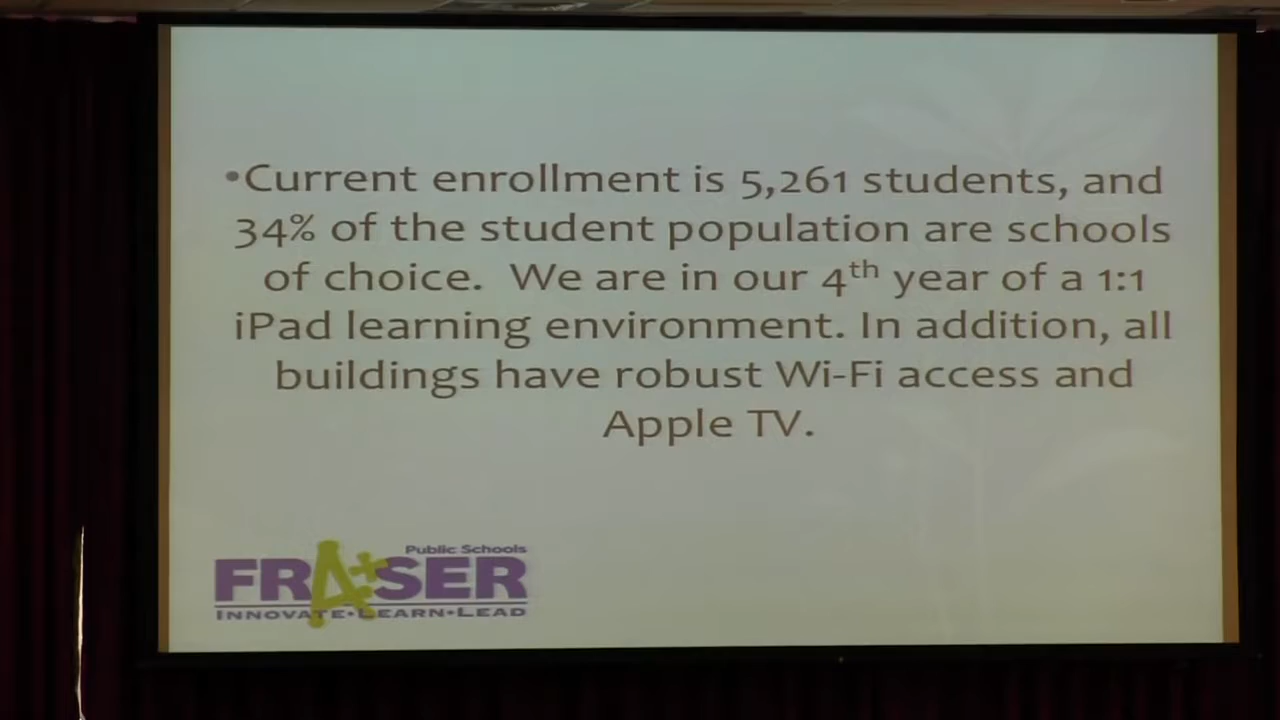 •Current enrollment is 5,261 students, and
34% of the student population are schools
of choice.  We are in our 4th year of a 1:1
iPad learning environment. In addition, all
buildings have robust Wi-Fi access and
Apple TV.
Public Schools
FRASER
INNOVATE•LEARN•LEAD